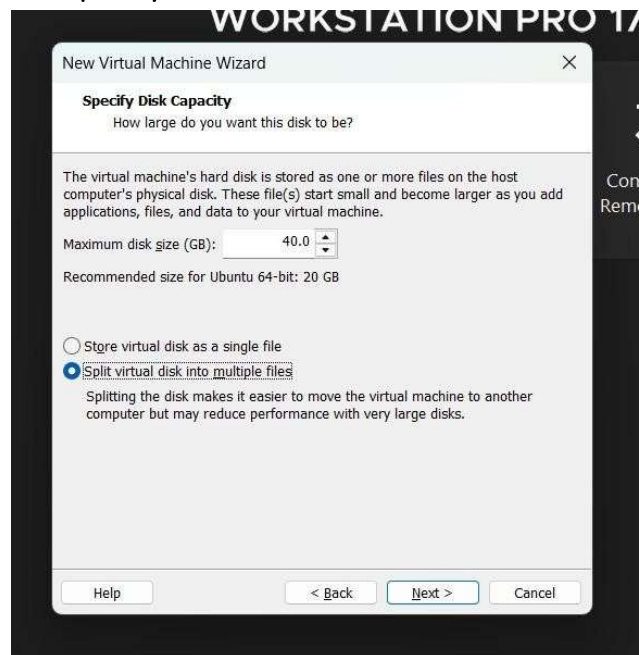 WORKSTATION PRO 17
New Virtual Machine Wizard
Specify Disk Capacity
How large do you want this disk to be?
The virtual machine's hard disk is stored as one or more files on the host
computer's physical disk. These file(s) start small and become larger as you add
applications, files, and data to your virtual machine.
Maximum disk size (GB): 40.0
Recommended size for Ubuntu 64-bit: 20 GB
Store virtual disk as a single file
Split virtual disk into multiple files
Splitting the disk makes it easier to move the virtual machine to another
computer but may reduce performance with very large disks.
Help < Back Next > Cancel
Con
Rem